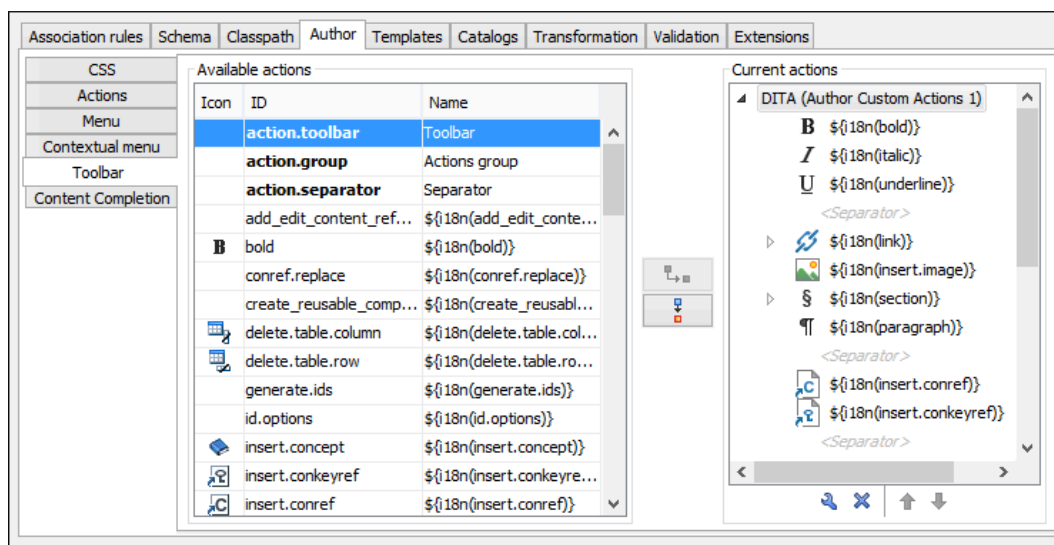 Association rules Schema Classpath Author Templates Catalogs Transformation Validation Extensions
CSS
Actions
Menu
Contextual menu
Toolbar
Content Completion
Available actions
Icon ID Name
action.toolbar Toolbar
action.group Actions group
action.separator Separator
add_edit_content_ref... ${i18n(add_edit_conte...
B bold ${i18n(bold)}
conref.replace ${i18n(conref.replace)}
create_reusable_comp... ${i18n(create_reusabl...
delete.table.column ${i18n(delete.table.col...
delete.table.row ${i18n(delete.table.ro...
generate.ids ${i18n(generate.ids)}
id.options ${i18n(id.options)}
insert.concept ${i18n(insert.concept)}
insert.conkeyref ${i18n(insert.conkeyre...
C insert.conref ${i18n(insert.conref)}
Current actions
DITA (Author Custom Actions 1)
B ${i18n(bold)}
I ${i18n(italic)}
U ${i18n(underline)}
<Separator>
${i18n(link)}
${i18n(insert.image)}
§ ${i18n(section)}
¶ ${i18n(paragraph)}
<Separator>
C ${i18n(insert.conref)}
${i18n(insert.conkeyref)}
<Separator>